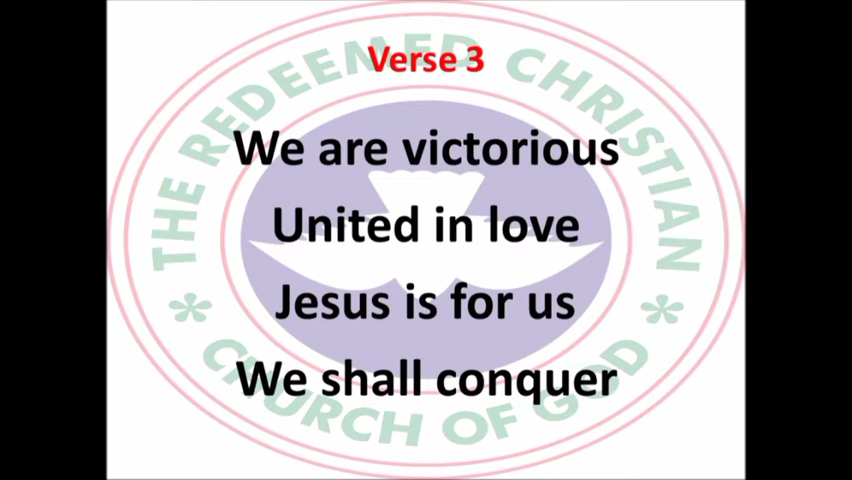 Verse 3
We are victorious
United in love
Jesus is for us
We shall conquer
THE REDEEMED CHRISTIAN
* CHURCH OF GOD *